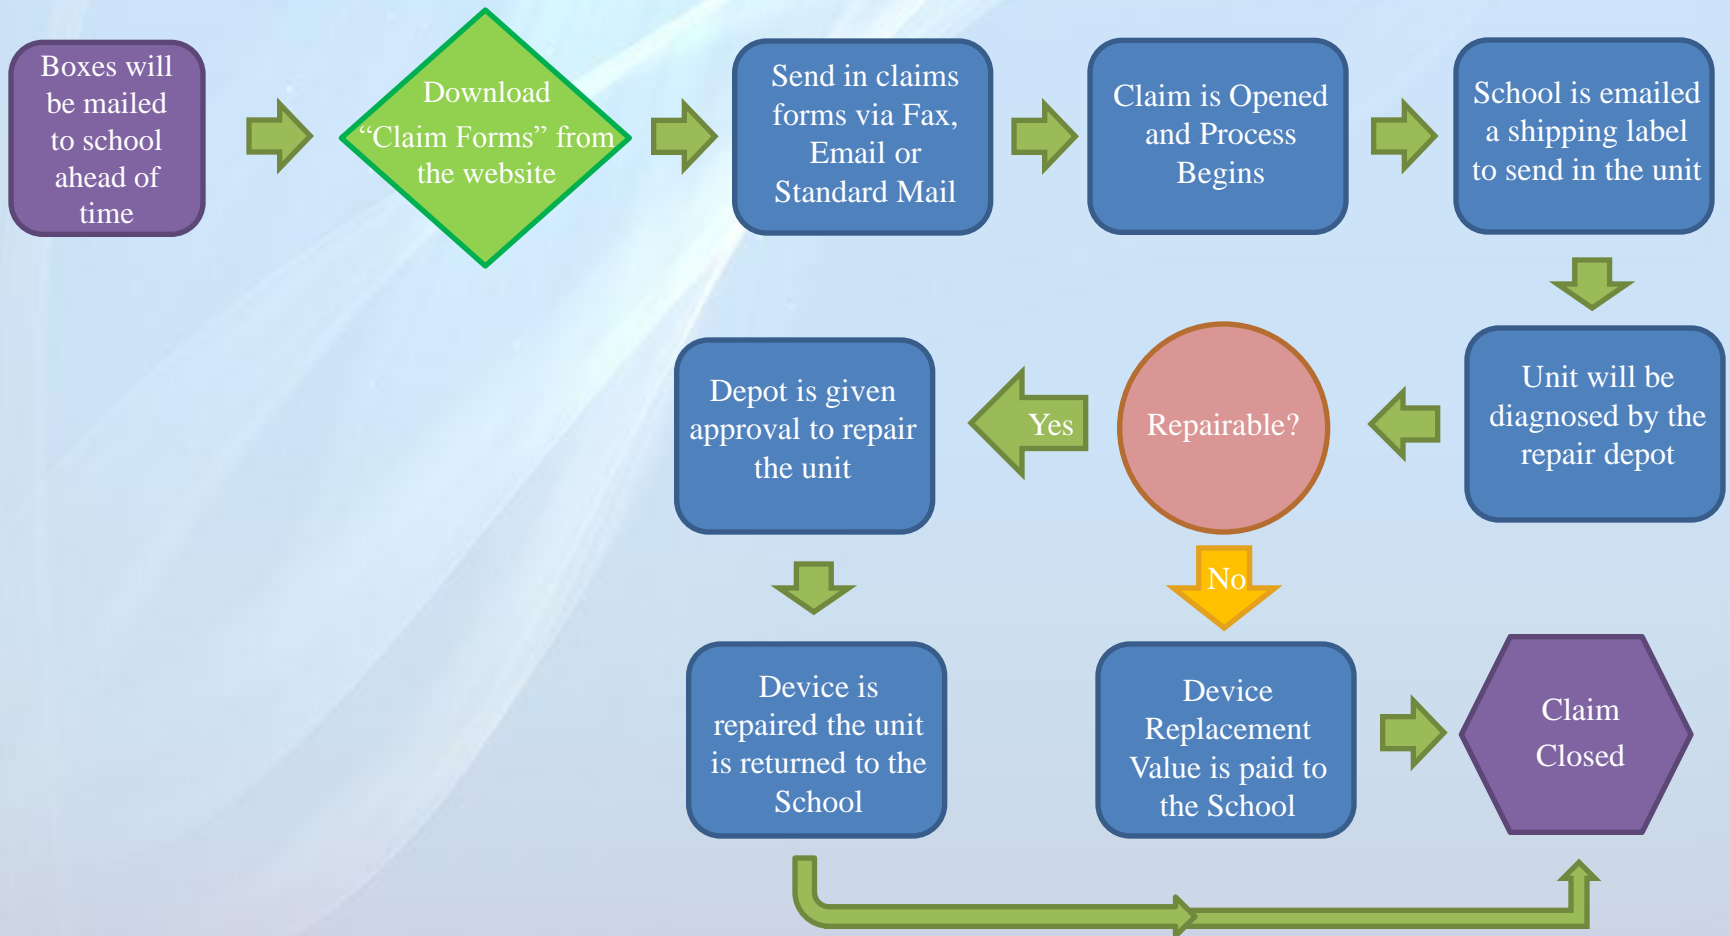 Boxes will
be mailed
to school
ahead of
time
Download
“Claim Forms” from
the website
Send in claims
forms via Fax,
Email or
Standard Mail
Claim is Opened
and Process
Begins
School is emailed
a shipping label
to send in the unit
Unit will be
diagnosed by the
repair depot
Repairable?
Yes
Depot is given
approval to repair
the unit
No
Device is
repaired the unit
is returned to the
School
Device
Replacement
Value is paid to
the School
Claim
Closed